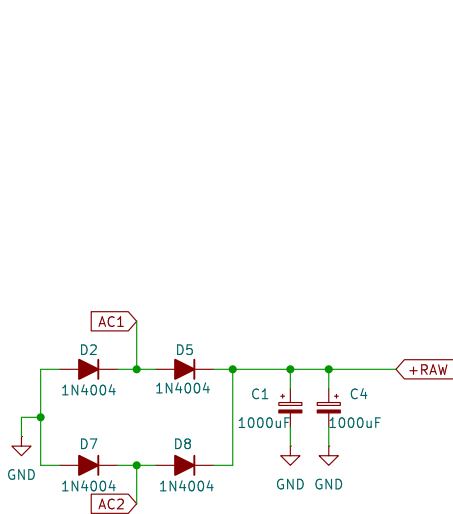 AC1
D2
D5
1N4004
1N4004
+RAW
C1
C4
+
+
1000uF
1000uF
D7
D8
GND
1N4004
1N4004
GND
GND
AC2